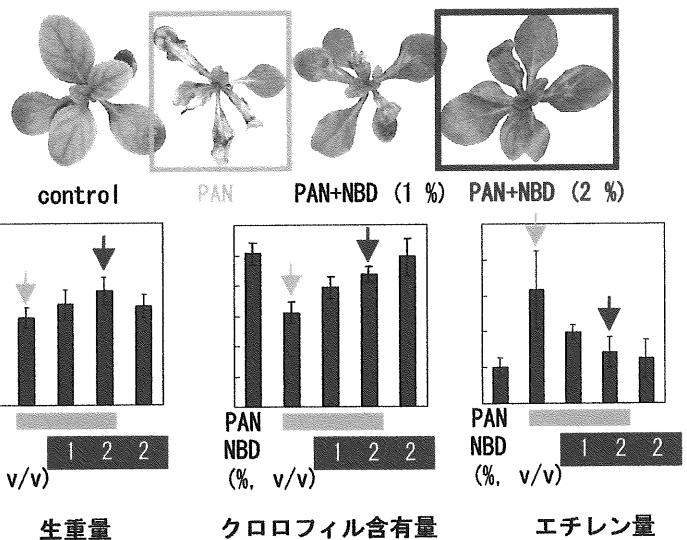 control PAN PAN+NBD (1 %) PAN+NBD (2 %)
PAN PAN
1 2 2 NBD 1 2 2 NBD 1 2 2
v/v) (%, v/v) (%, v/v)
生重量 クロロフィル含有量 エチレン量